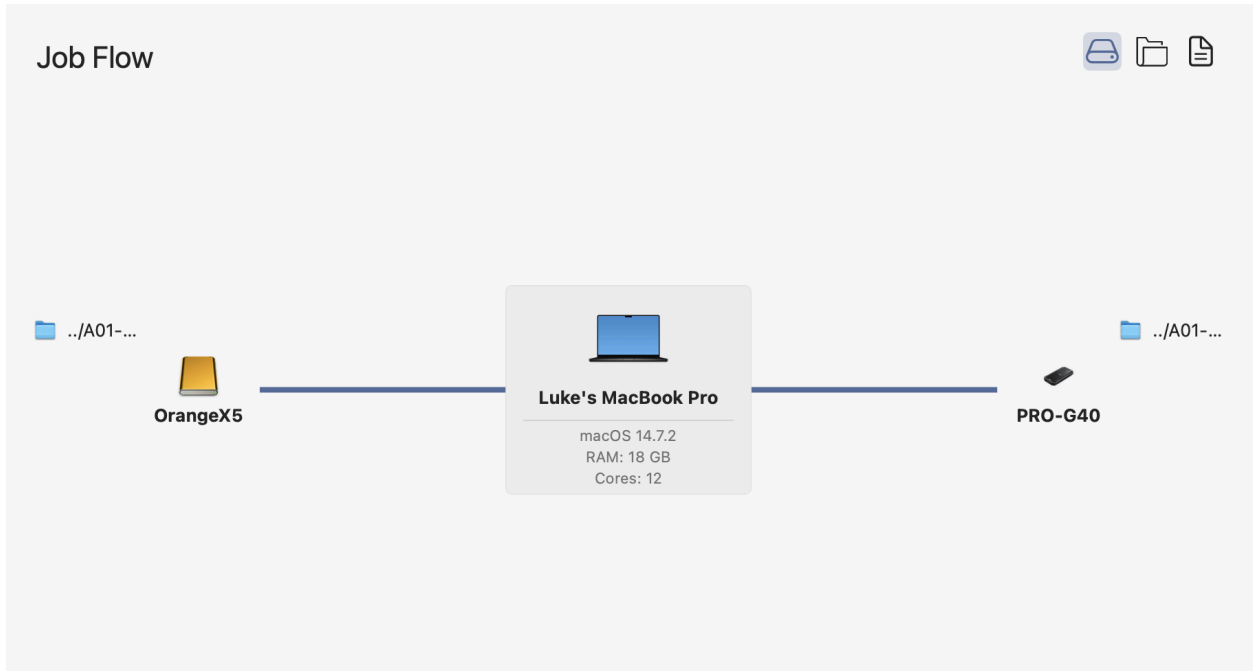 Job Flow
../A01-...
OrangeX5
Luke's MacBook Pro
macOS 14.7.2
RAM: 18 GB
Cores: 12
../A01-...
PRO-G40